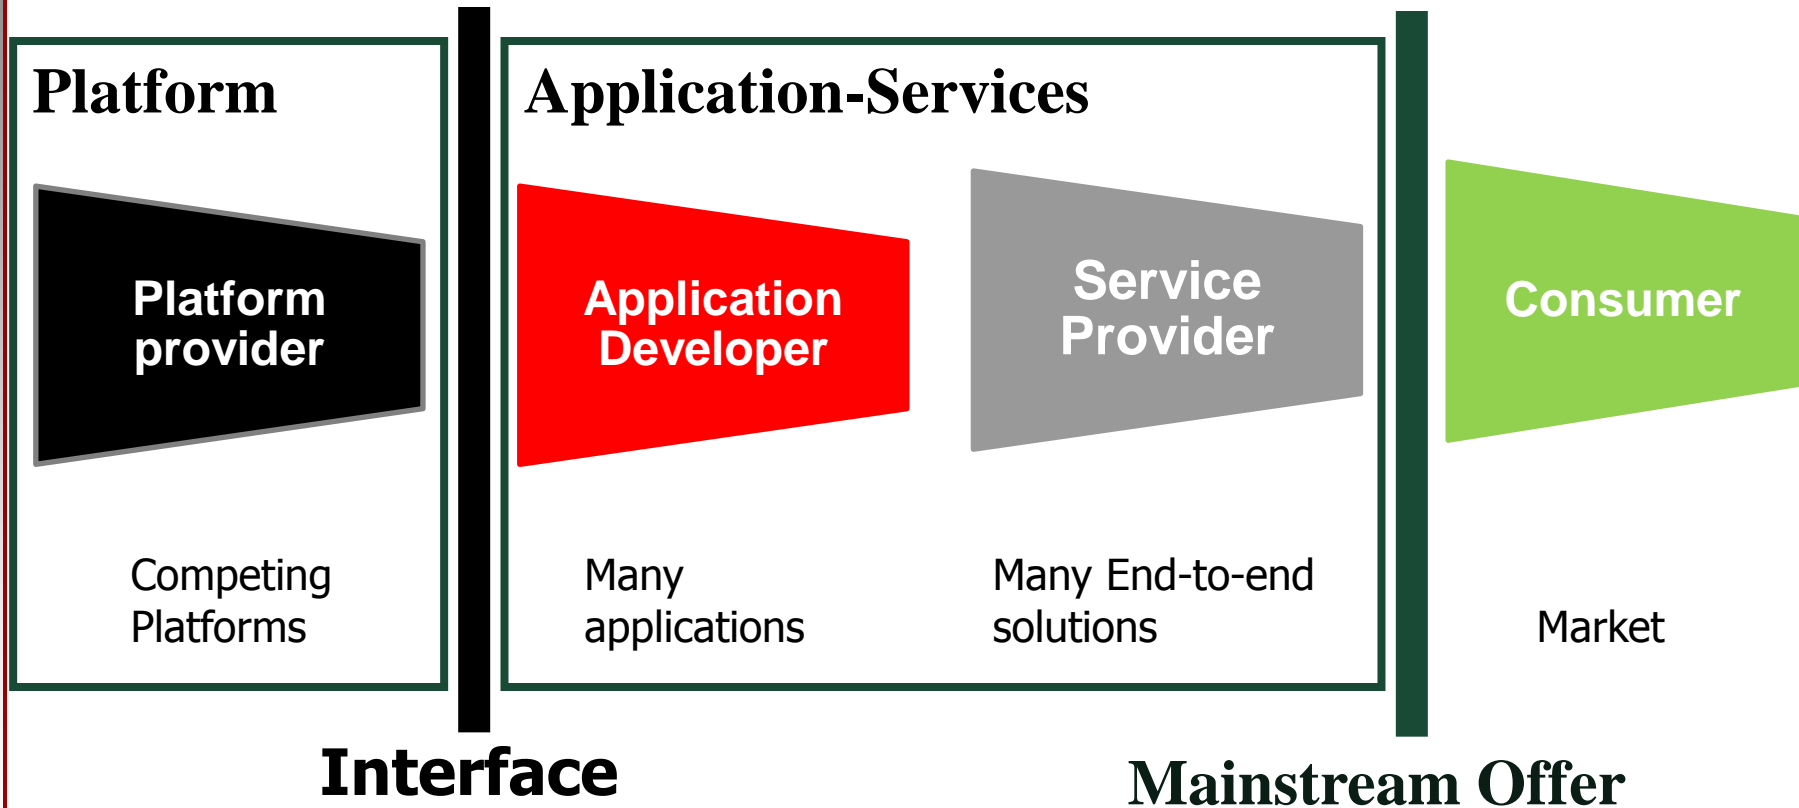 Platform
Application-Services
Platform
provider
Application
Developer
Service
Provider
Consumer
Competing
Platforms
Many
applications
Many End-to-end
solutions
Market
Interface
Mainstream Offer